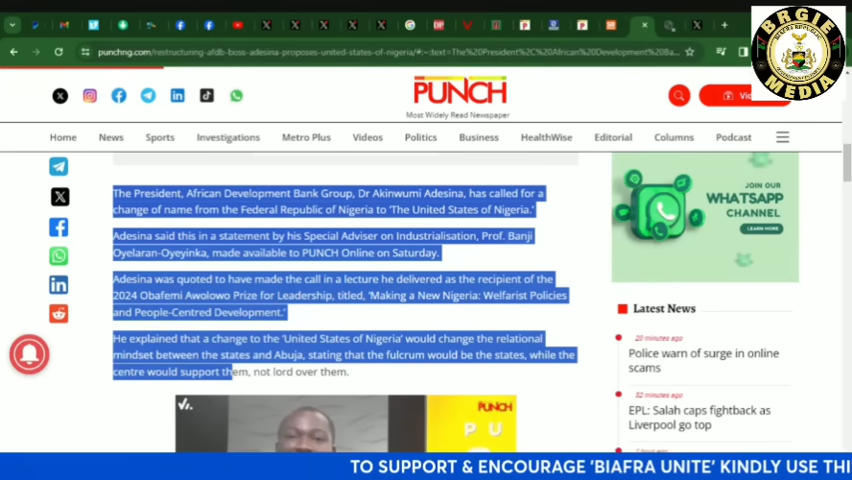 BRGIE
MEDIA
punchng.com/restructuring-afdb-boss-adesina-proposes-united-states-of-nigeria/#:~:text=The%20President%2C%20African%20Development%20Ba...
PUNCH
Most Widely Read Newspaper
Home News Sports Investigations Metro Plus Videos Politics Business HealthWise Editorial Columns Podcast
The President, African Development Bank Group, Dr Akinwumi Adesina, has called for a
change of name from the Federal Republic of Nigeria to 'The United States of Nigeria.'
Adesina said this in a statement by his Special Adviser on Industrialisation, Prof. Banji
Oyelaran-Oyeyinka, made available to PUNCH Online on Saturday.
Adesina was quoted to have made the call in a lecture he delivered as the recipient of the
2024 Obafemi Awolowo Prize for Leadership, titled, 'Making a New Nigeria: Welfarist Policies
and People-Centred Development.'
He explained that a change to the 'United States of Nigeria' would change the relational
mindset between the states and Abuja, stating that the fulcrum would be the states, while the
centre would support them, not lord over them.
PUNCH
P U
JOIN OUR
WHATSAPP
CHANNEL
LEARN MORE
Latest News
20 minutes ago
Police warn of surge in online
scams
32 minutes ago
EPL: Salah caps fightback as
Liverpool go top
TO SUPPORT & ENCOURAGE 'BIAFRA UNITE' KINDLY USE THI